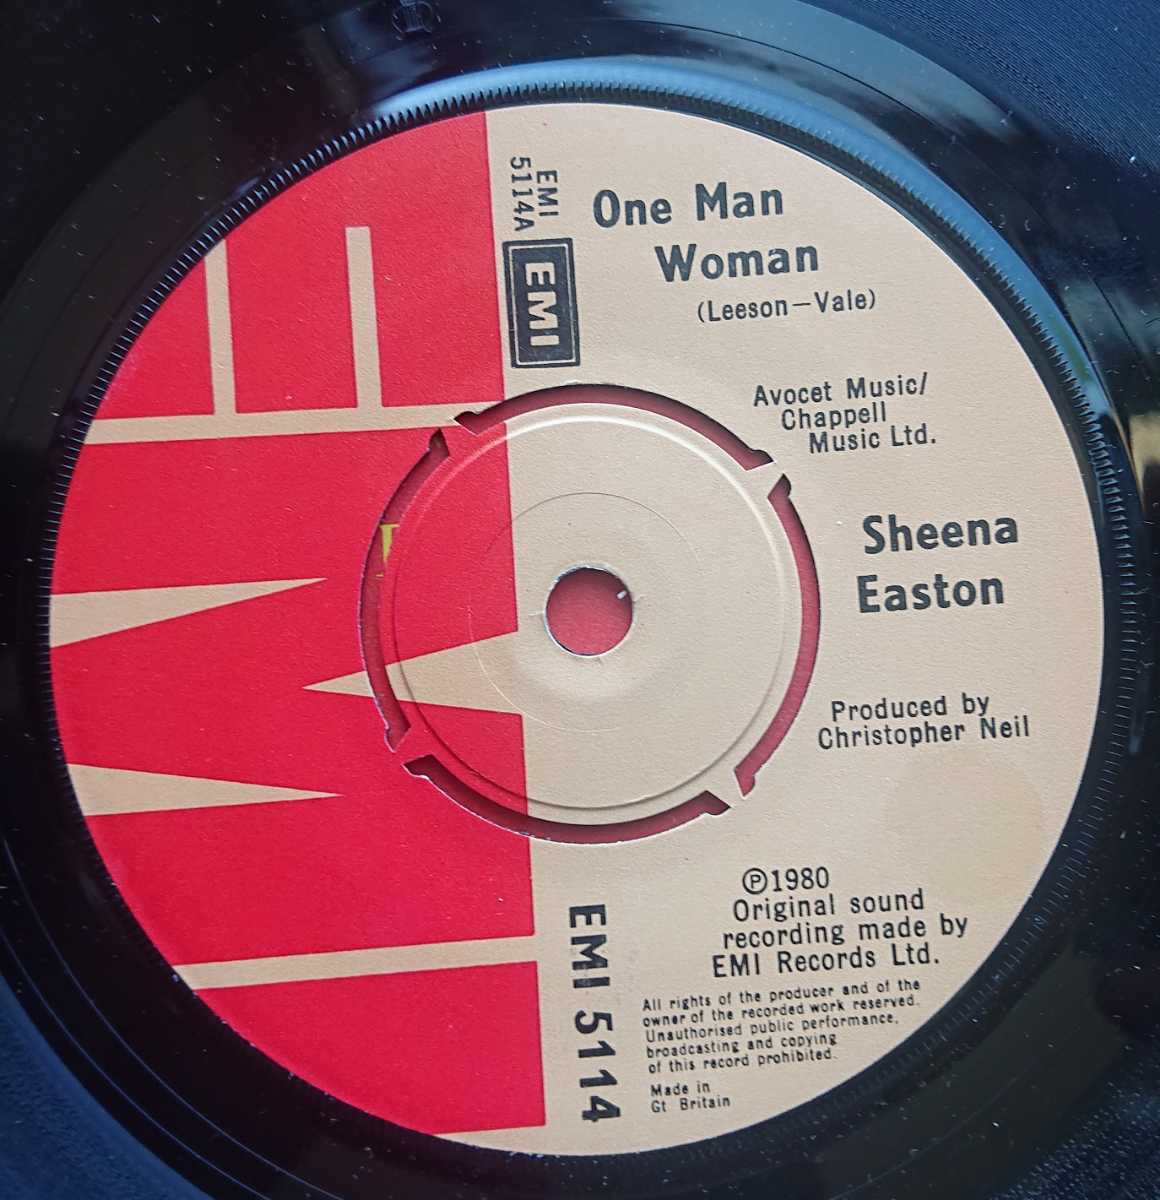 EMI
5114A
EMI
One Man
Woman
(Leeson—Vale)
Avocet Music/
Chappell
Music Ltd.
Sheena
Easton
Produced by
Christopher Neil
℗1980
Original sound
recording made by
EMI Records Ltd.
All rights of the producer and of the
owner of the recorded work reserved.
Unauthorised public performance,
broadcasting and copying
of this record prohibited.
Made in
Gt Britain
EMI 5114
EMI